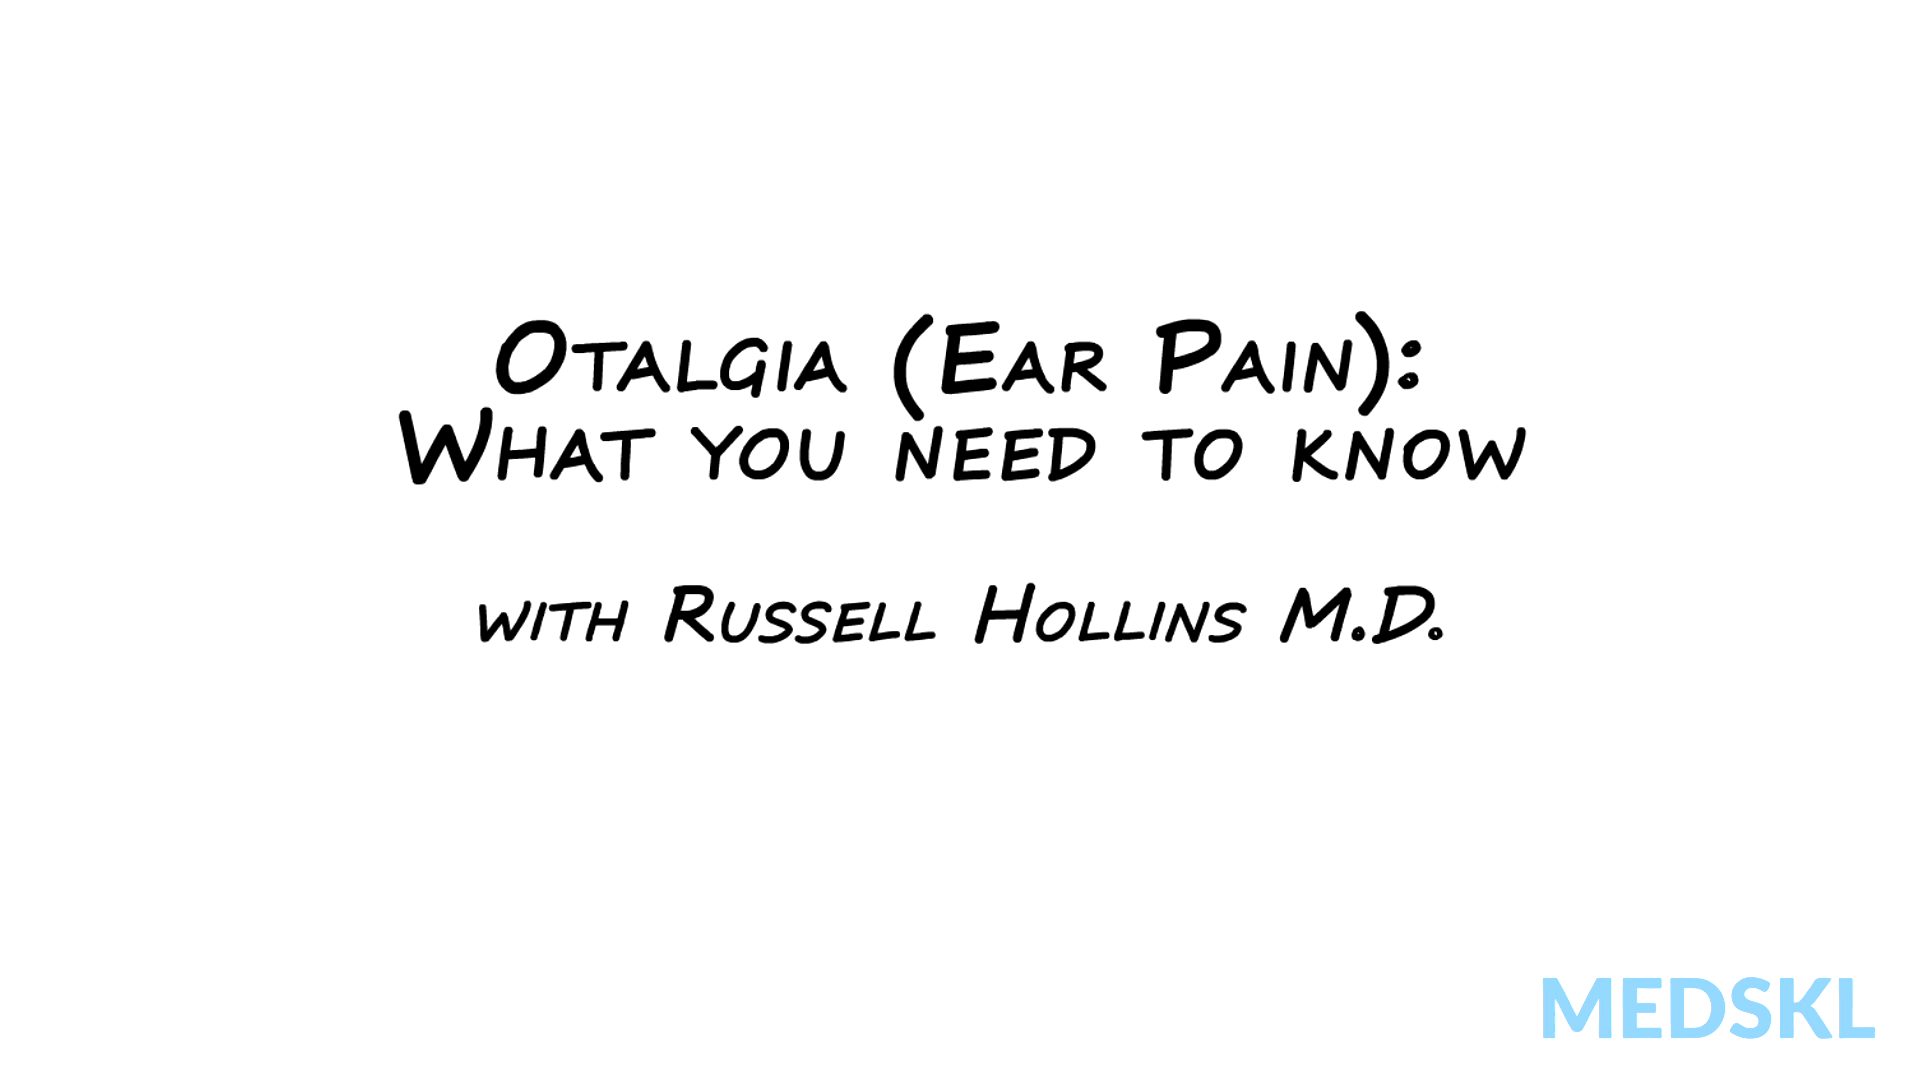 Otalgia (Ear Pain):
What you need to know
with Russell Hollins M.D.
MEDSKL